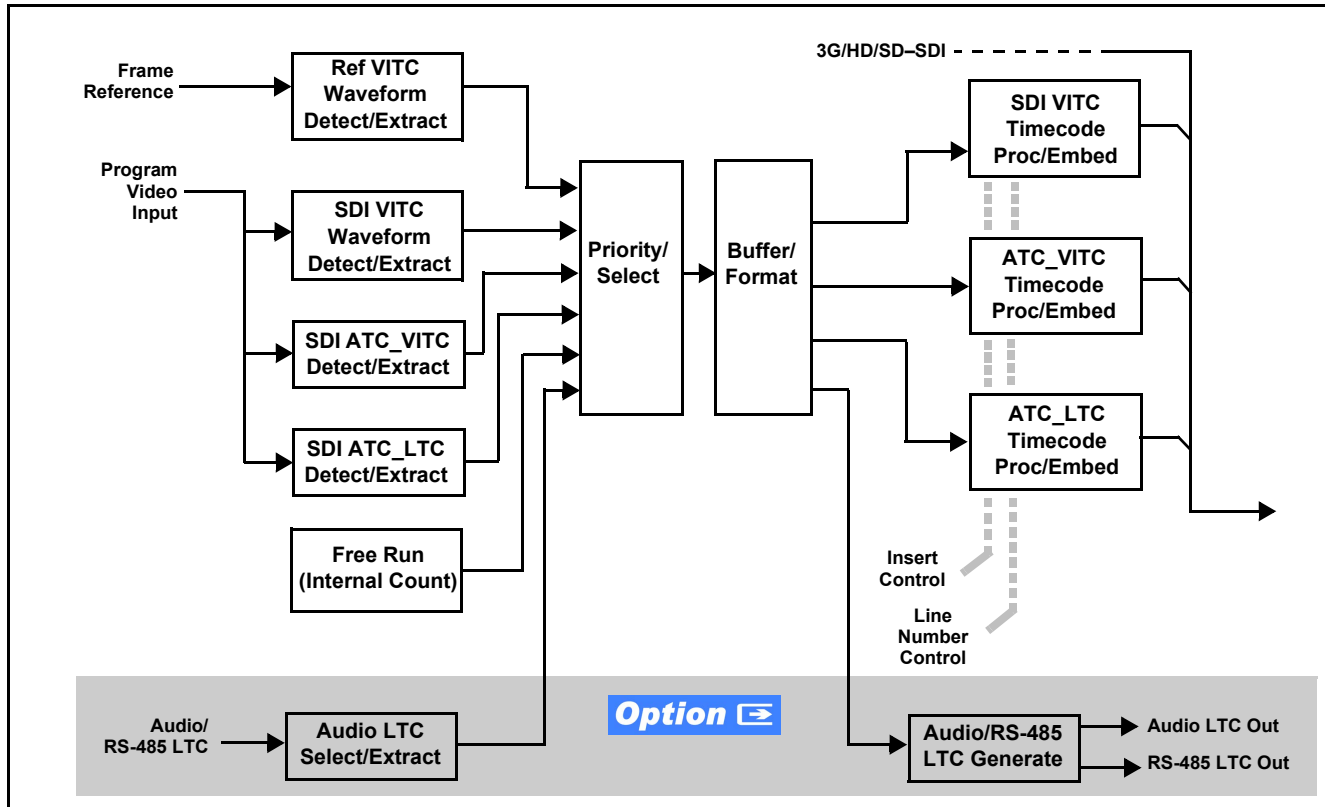 3G/HD/SD–SDI
Frame
Reference
Ref VITC
Waveform
Detect/Extract
SDI VITC
Timecode
Proc/Embed
Program
Video
Input
SDI VITC
Waveform
Detect/Extract
Priority/
Select
Buffer/
Format
ATC_VITC
Timecode
Proc/Embed
SDI ATC_VITC
Detect/Extract
SDI ATC_LTC
Detect/Extract
ATC_LTC
Timecode
Proc/Embed
Free Run
(Internal Count)
Insert
Control
Line
Number
Control
Option
Audio/
RS-485 LTC
Audio LTC
Select/Extract
Audio/RS-485
LTC Generate
Audio LTC Out
RS-485 LTC Out